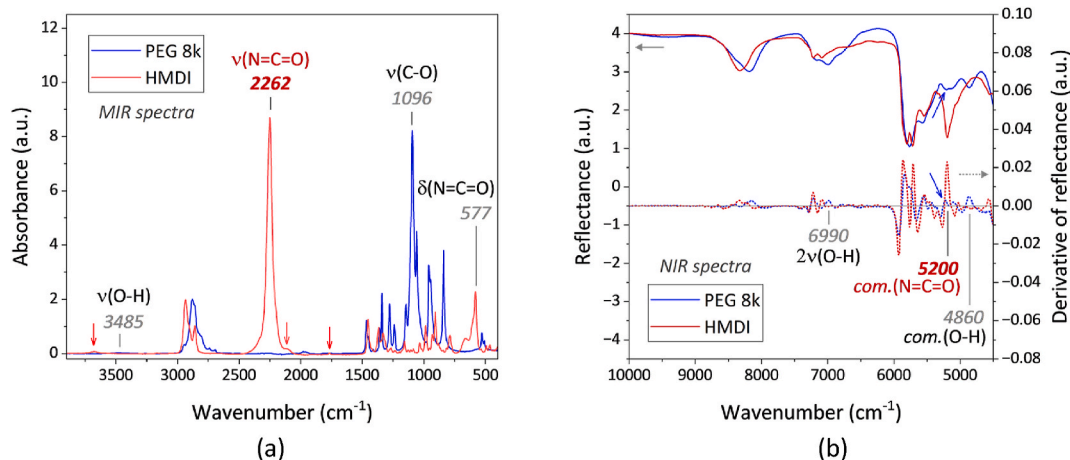 12
10
8
6
4
2
0
Absorbance (a.u.)
PEG 8k
HMDI
MIR spectra
ν(N=C=O)
2262
ν(C-O)
1096
δ(N=C=O)
577
ν(O-H)
3485
3500 3000 2500 2000 1500 1000 500
Wavenumber (cm⁻¹)
(a)
4
3
2
1
0
−1
−2
−3
−4
Reflectance (a.u.)
0.10
0.08
0.06
0.04
0.02
0.00
−0.02
−0.04
−0.06
−0.08
Derivative of reflectance (a.u.)
6990
2ν(O-H)
NIR spectra
PEG 8k
HMDI
5200
com.(N=C=O)
4860
com.(O-H)
10000 9000 8000 7000 6000 5000
Wavenumber (cm⁻¹)
(b)